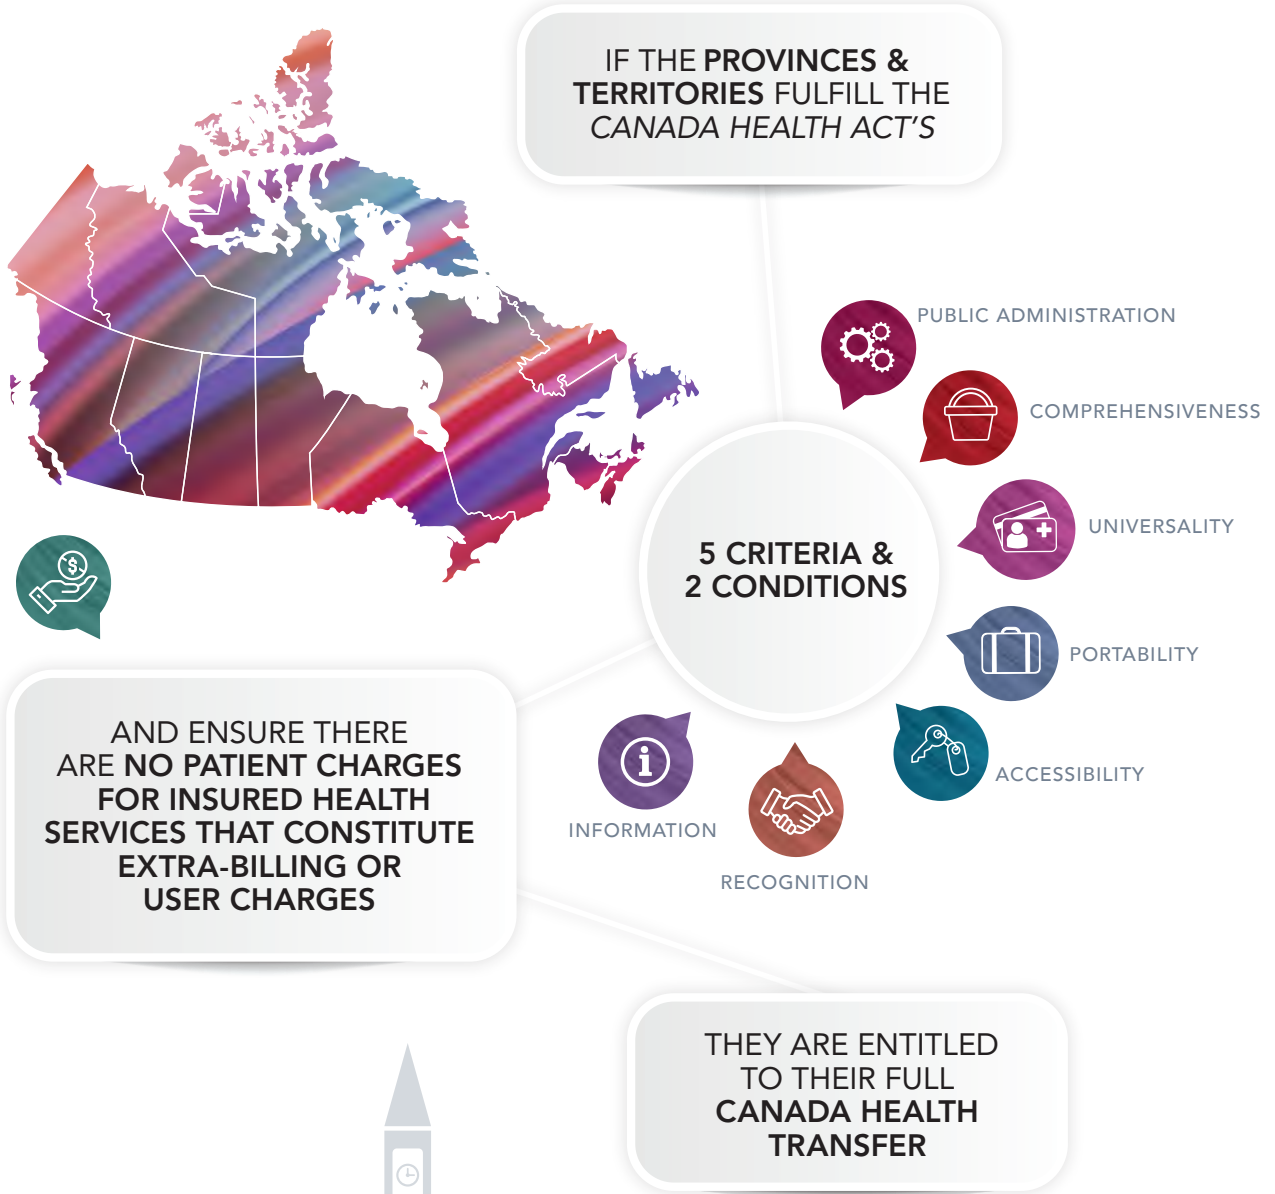 IF THE PROVINCES &
TERRITORIES FULFILL THE
CANADA HEALTH ACT'S
PUBLIC ADMINISTRATION
COMPREHENSIVENESS
UNIVERSALITY
PORTABILITY
ACCESSIBILITY
RECOGNITION
INFORMATION
5 CRITERIA &
2 CONDITIONS
$
i
AND ENSURE THERE
ARE NO PATIENT CHARGES
FOR INSURED HEALTH
SERVICES THAT CONSTITUTE
EXTRA-BILLING OR
USER CHARGES
THEY ARE ENTITLED
TO THEIR FULL
CANADA HEALTH
TRANSFER